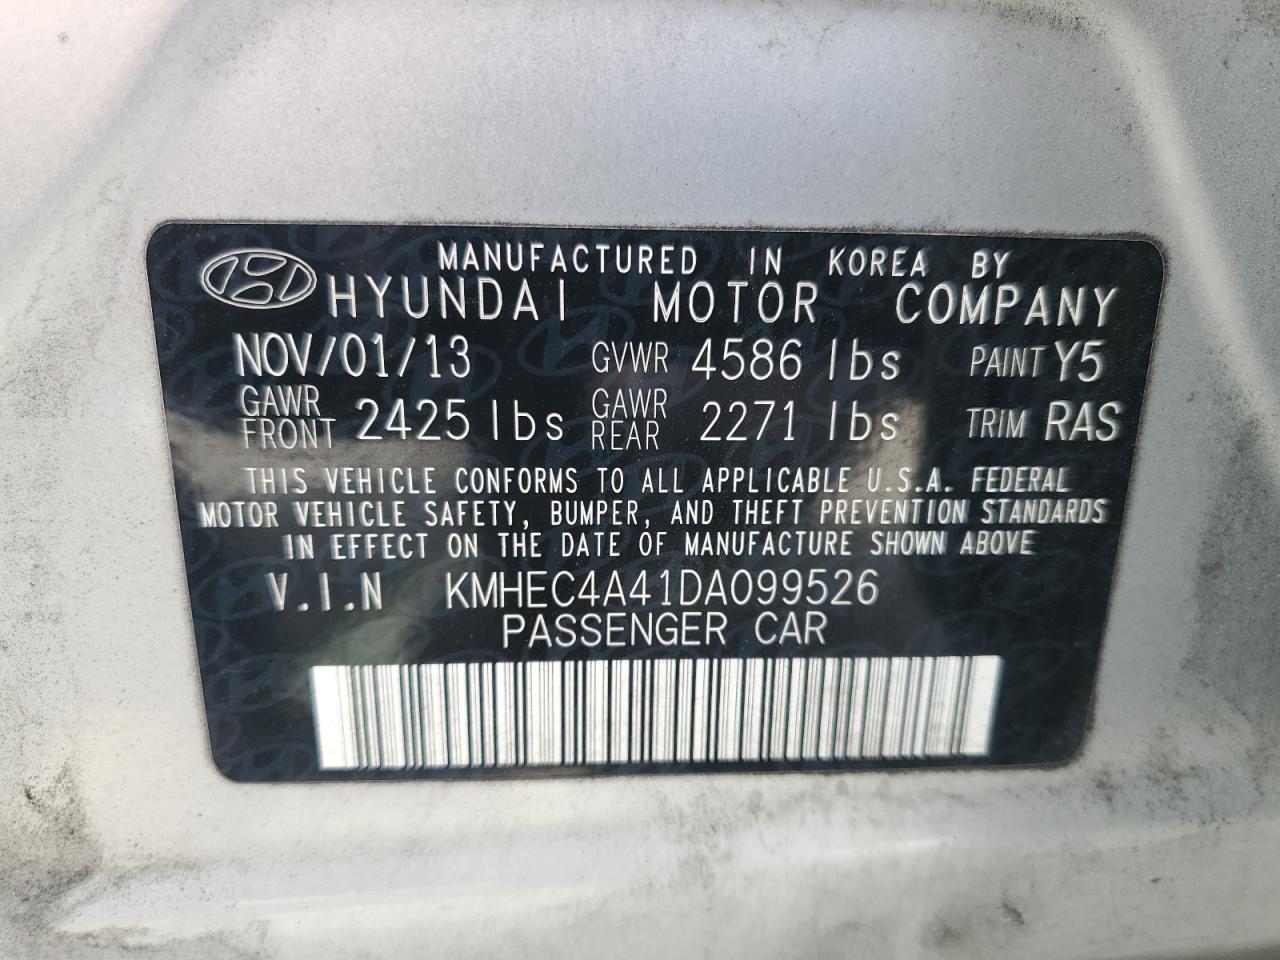 MANUFACTURED IN KOREA BY
HYUNDAI MOTOR COMPANY
NOV/01/13 GVWR 4586 lbs PAINT Y5
GAWR FRONT 2425 lbs GAWR REAR 2271 lbs TRIM RAS
THIS VEHICLE CONFORMS TO ALL APPLICABLE U.S.A. FEDERAL
MOTOR VEHICLE SAFETY, BUMPER, AND THEFT PREVENTION STANDARDS
IN EFFECT ON THE DATE OF MANUFACTURE SHOWN ABOVE
V.I.N KMHEC4A41DA099526
PASSENGER CAR